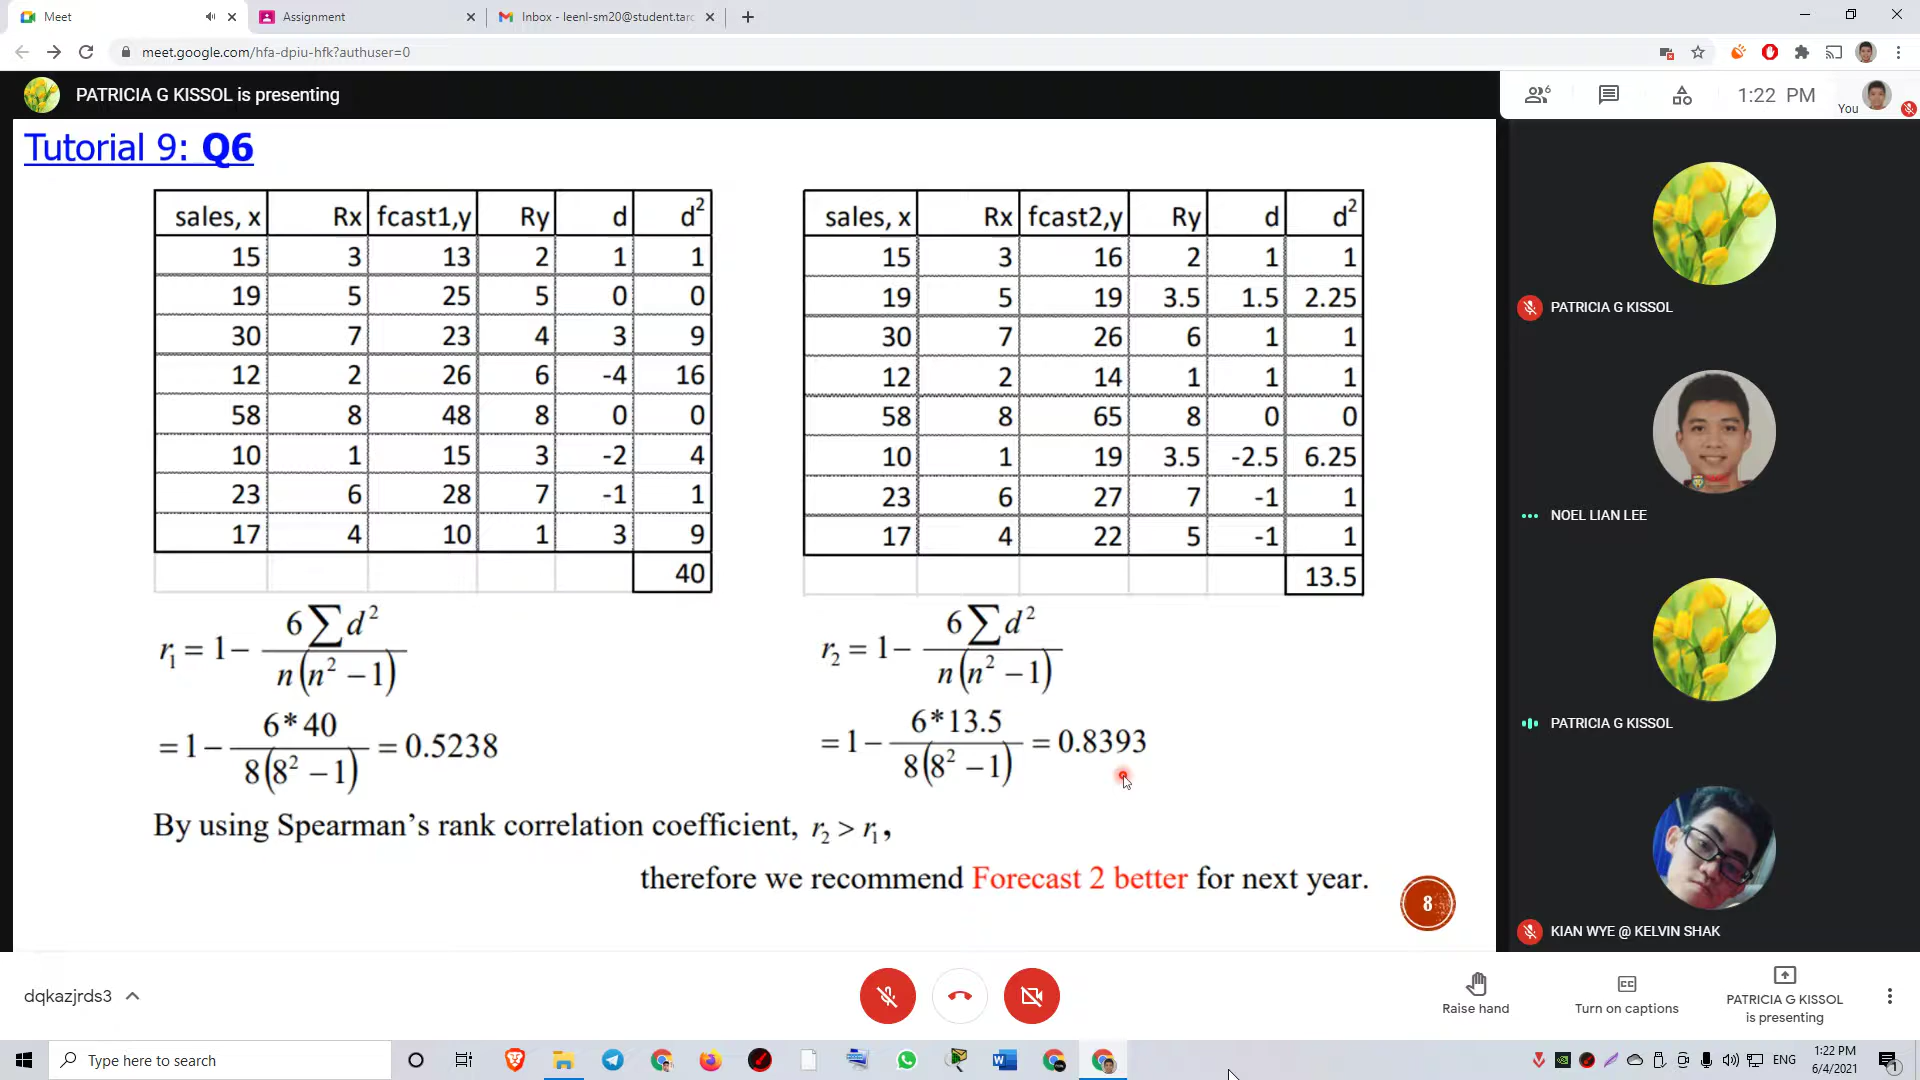 Meet
Assignment
Inbox - leenl-sm20@student.tarc
meet.google.com/hfa-dpiu-hfk?authuser=0
PATRICIA G KISSOL is presenting
6
1:22 PM
You
Tutorial 9: Q6
sales, x Rx fcast1,y Ry d d²
15 3 13 2 1 1
19 5 25 5 0 0
30 7 23 4 3 9
12 2 26 6 -4 16
58 8 48 8 0 0
10 1 15 3 -2 4
23 6 28 7 -1 1
17 4 10 1 3 9
40
sales, x Rx fcast2,y Ry d d²
15 3 16 2 1 1
19 5 19 3.5 1.5 2.25
30 7 26 6 1 1
12 2 14 1 1 1
58 8 65 8 0 0
10 1 19 3.5 -2.5 6.25
23 6 27 7 -1 1
17 4 22 5 -1 1
13.5
r₁ = 1 − 6∑d² / n(n² − 1)
= 1 − 6*40 / 8(8² − 1) = 0.5238
r₂ = 1 − 6∑d² / n(n² − 1)
= 1 − 6*13.5 / 8(8² − 1) = 0.8393
By using Spearman’s rank correlation coefficient, r₂ > r₁,
therefore we recommend Forecast 2 better for next year.
8
PATRICIA G KISSOL
NOEL LIAN LEE
PATRICIA G KISSOL
KIAN WYE @ KELVIN SHAK
dqkazjrds3
Raise hand
Turn on captions
PATRICIA G KISSOL
is presenting
Type here to search
ENG
1:22 PM
6/4/2021
1